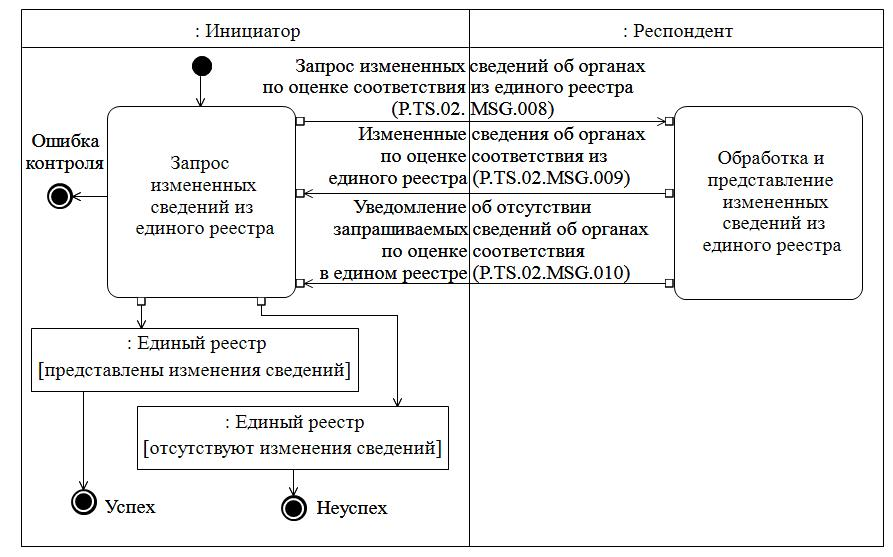 : Инициатор
: Респондент
Запрос измененных сведений об органах
по оценке соответствия из единого реестра
(P.TS.02. MSG.008)
Ошибка
контроля
Запрос
измененных
сведений из
единого реестра
Измененные сведения об органах
по оценке соответствия из
единого реестра (P.TS.02.MSG.009)
Обработка и
представление
измененных
сведений из
единого реестра
Уведомление об отсутствии
запрашиваемых сведений об органах
по оценке соответствия
в едином реестре (P.TS.02.MSG.010)
: Единый реестр
[представлены изменения сведений]
: Единый реестр
[отсутствуют изменения сведений]
Успех
Неуспех